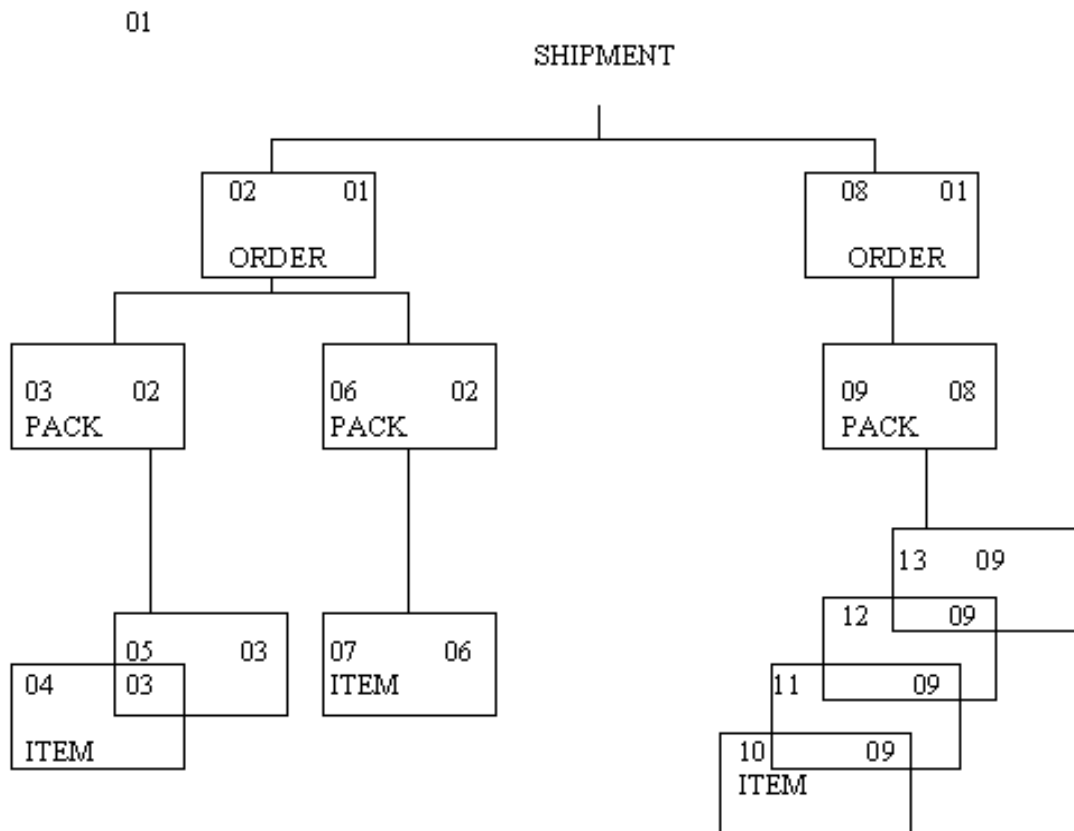 01
SHIPMENT
02 01
ORDER
08 01
ORDER
03 02
PACK
06 02
PACK
09 08
PACK
13 09
12 09
05 03
04 03
ITEM
07 06
ITEM
11 09
10 09
ITEM